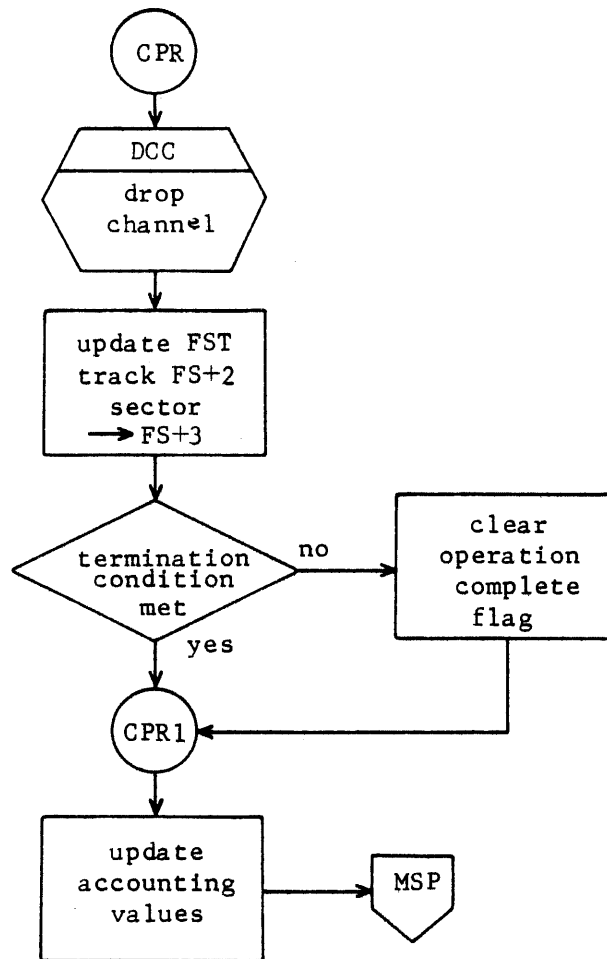 CPR
DCC
drop
channel
update FST
track FS+2
sector
→ FS+3
termination
condition
met
no
yes
clear
operation
complete
flag
CPR1
update
accounting
values
MSP